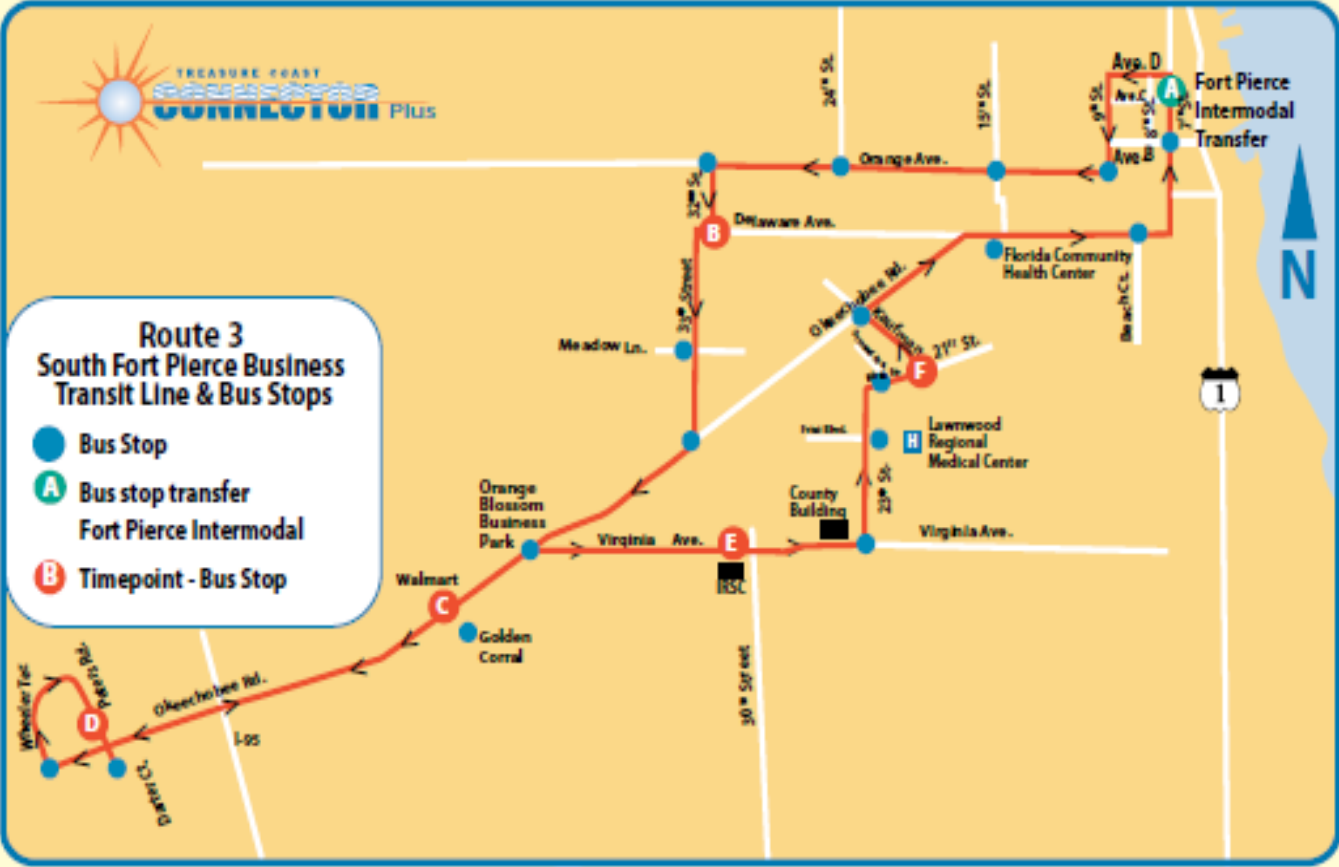 TREASURE COAST
CONNECTOR Plus
24TH St.
15TH St.
Ave. D
A
Fort Pierce
Intermodal
Transfer
Ave.C
9TH St.
8TH St.
7TH St.
Ave. B
Orange Ave.
32ND St.
B
Delaware Ave.
Florida Community
Health Center
Beach Ct.
N
Okeechobee Rd.
Kaufman
21ST St.
F
33RD Street
Meadow Ln.
1
Route 3
South Fort Pierce Business
Transit Line & Bus Stops
Bus Stop
A Bus stop transfer
Fort Pierce Intermodal
B Timepoint - Bus Stop
H
Lawnwood
Regional
Medical Center
23RD St.
County
Building
Orange
Blossom
Business
Park
Virginia Ave.
E
IRSC
Virginia Ave.
Walmart
C
Golden
Corral
30TH Street
Okeechobee Rd.
I-95
Wheeler Ter.
Peters Rd.
D
Darter Ct.